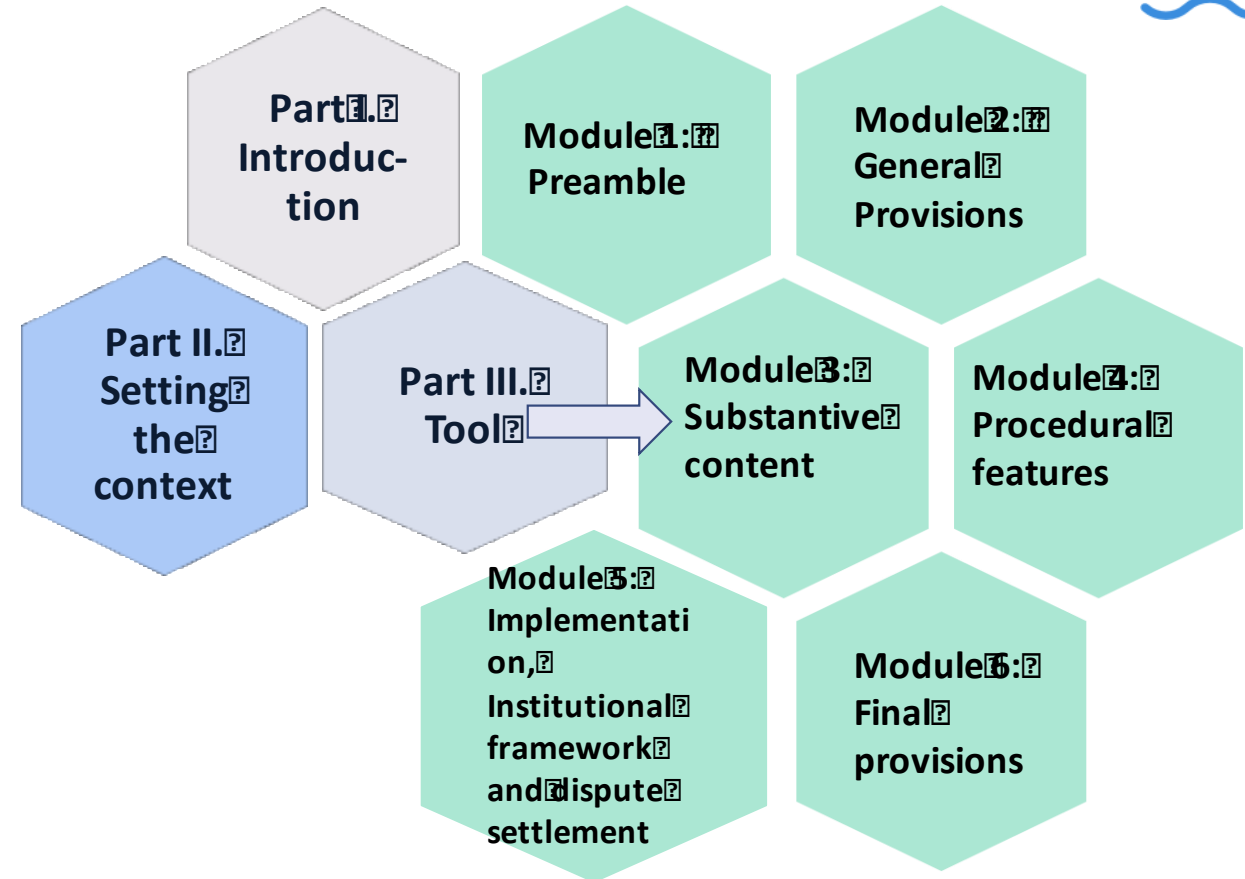 Part I.
Introduc-
tion
Module 1:
Preamble
Module 2:
General
Provisions
Part II.
Setting
the
context
Part III.
Tool
Module 3:
Substantive
content
Module 4:
Procedural
features
Module 5:
Implementati
on,
Institutional
framework
and dispute
settlement
Module 6:
Final
provisions